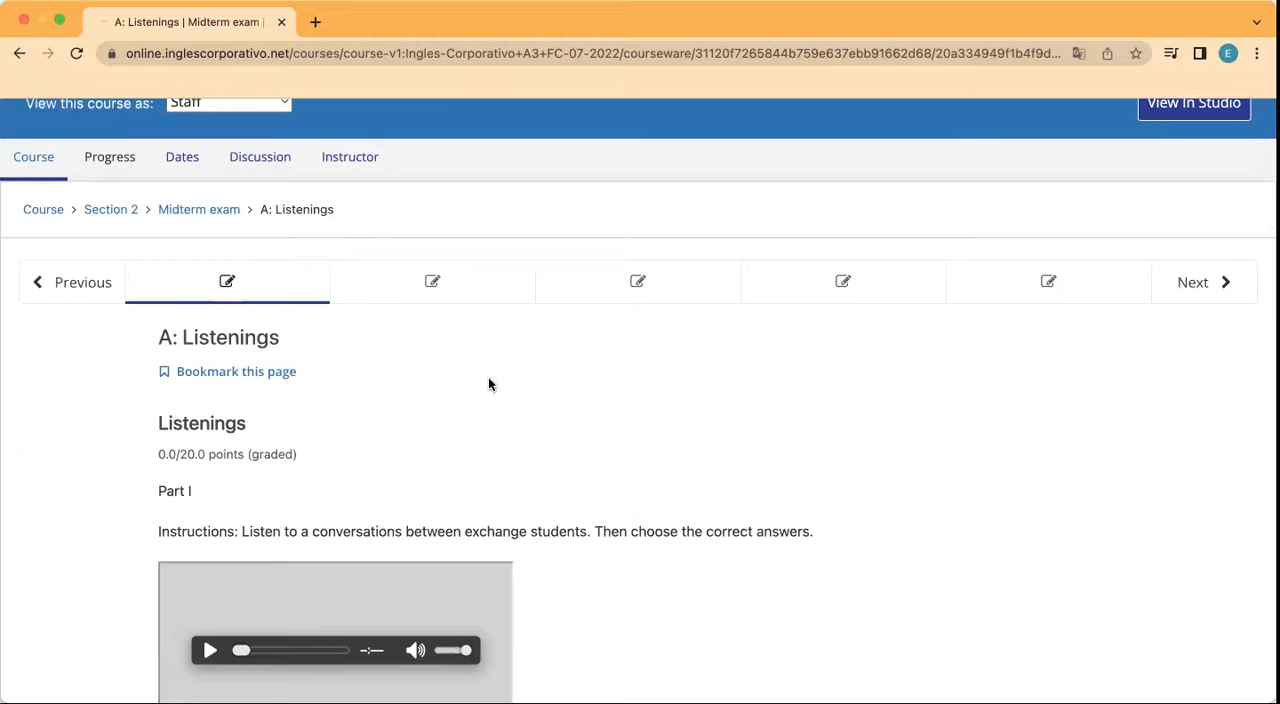 A: Listenings | Midterm exam |
online.inglescorporativo.net/courses/course-v1:Ingles-Corporativo+A3+FC-07-2022/courseware/31120f7265844b759e637ebb91662d68/20a334949f1b4f9d...
E
View this course as: Staff
View In Studio
Course Progress Dates Discussion Instructor
Course > Section 2 > Midterm exam > A: Listenings
Previous
Next
A: Listenings
Bookmark this page
Listenings
0.0/20.0 points (graded)
Part I
Instructions: Listen to a conversations between exchange students. Then choose the correct answers.
-:--